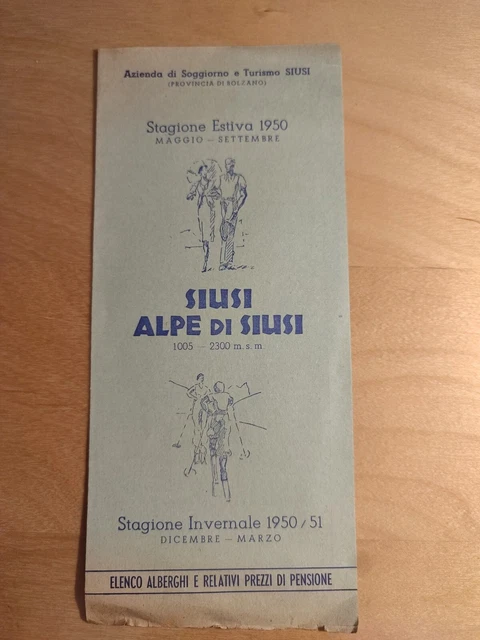 Azienda di Soggiorno e Turismo SIUSI
(PROVINCIA DI BOLZANO)
Stagione Estiva 1950
MAGGIO — SETTEMBRE
SIUSI
ALPE DI SIUSI
1005 — 2300 m. s. m.
Stagione Invernale 1950/51
DICEMBRE — MARZO
ELENCO ALBERGHI E RELATIVI PREZZI DI PENSIONE